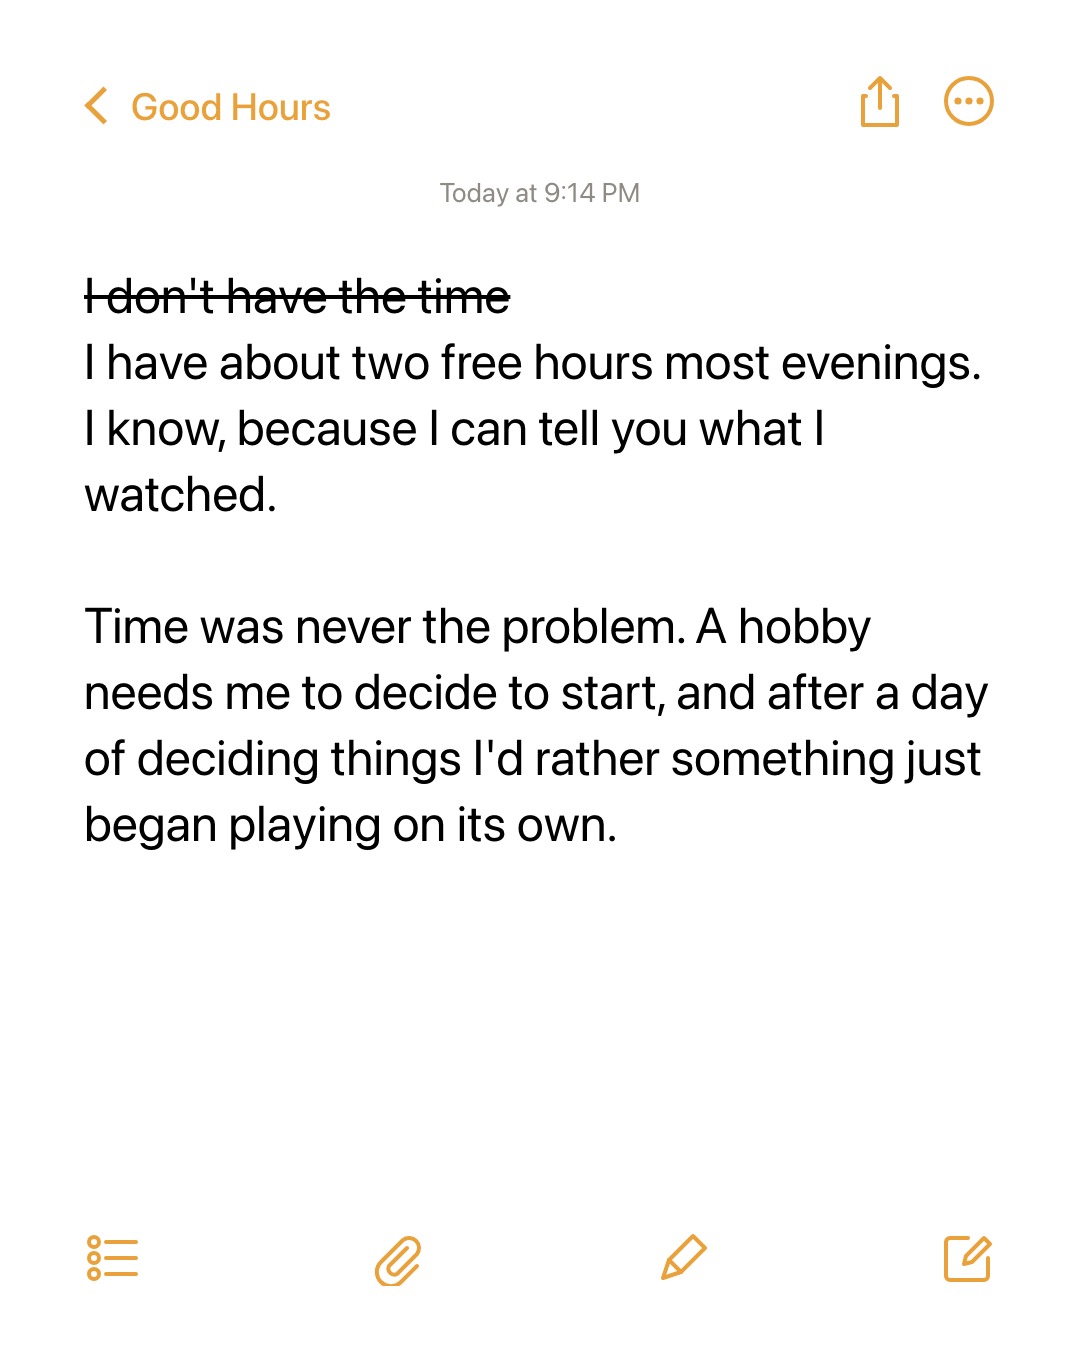 Good Hours
Today at 9:14 PM
I don't have the time
I have about two free hours most evenings.
I know, because I can tell you what I
watched.
Time was never the problem. A hobby
needs me to decide to start, and after a day
of deciding things I'd rather something just
began playing on its own.